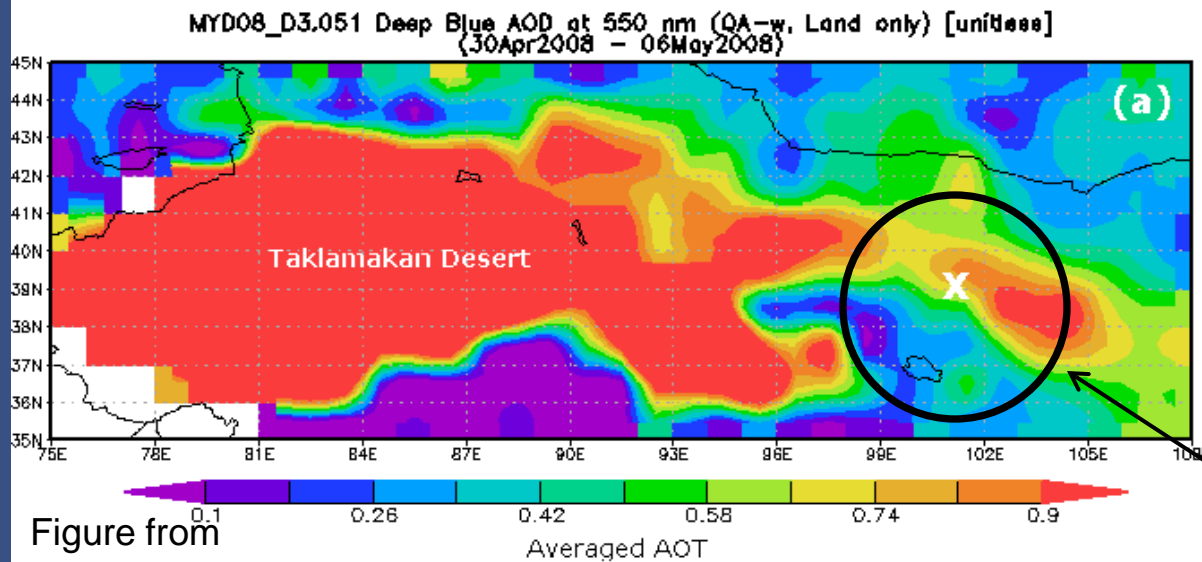 MYD08_D3.051 Deep Blue AOD at 550 nm (QA-w, Land only) [unitless]
(30Apr2008 - 06May2008)
45N
(a)
44N
43N
42N
41N
40N
Taklamakan Desert
39N
X
38N
37N
36N
35N
75E 78E 81E 84E 87E 90E 93E 96E 99E 102E 105E
0.1 0.26 0.42 0.58 0.74 0.9
Figure from
Averaged AOT